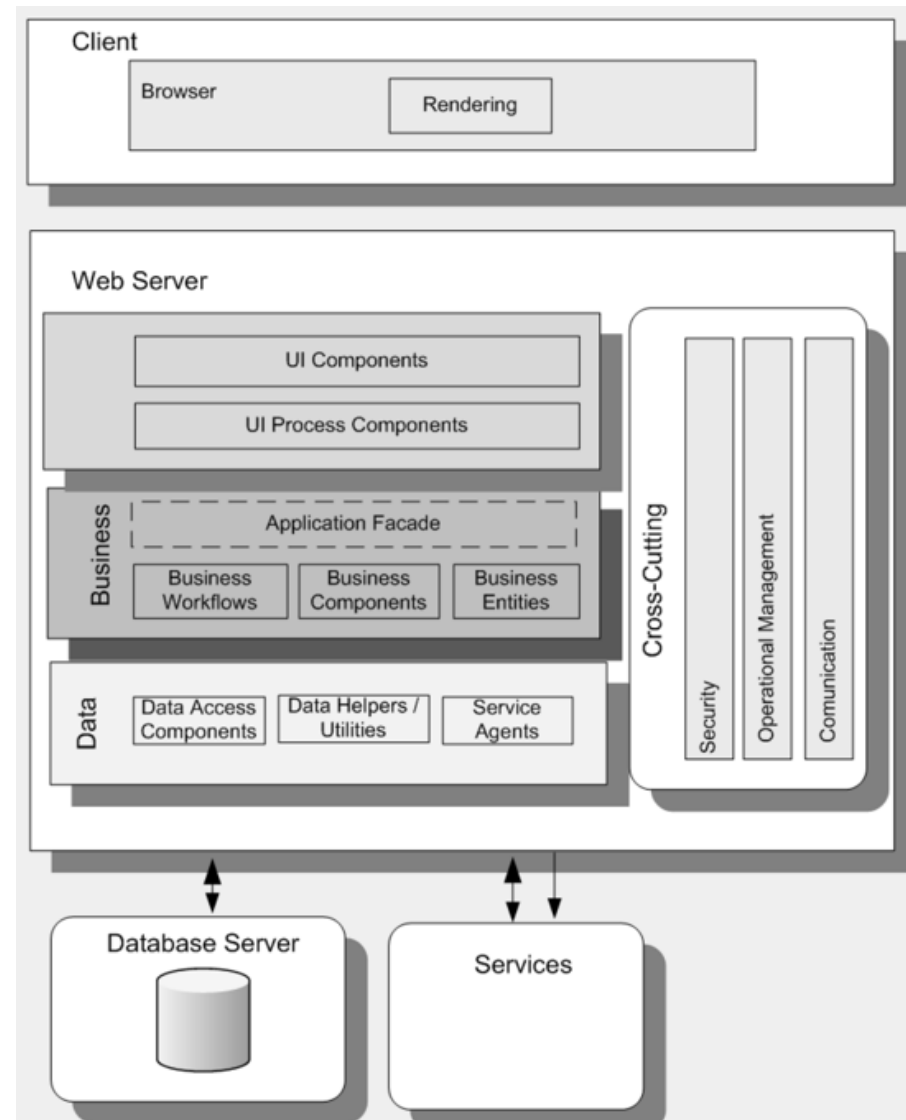 Client
Browser
Rendering
Web Server
UI Components
UI Process Components
Business
Application Facade
Business
Workflows
Business
Components
Business
Entities
Data
Data Access
Components
Data Helpers /
Utilities
Service
Agents
Cross-Cutting
Security
Operational Management
Comunication
Database Server
Services